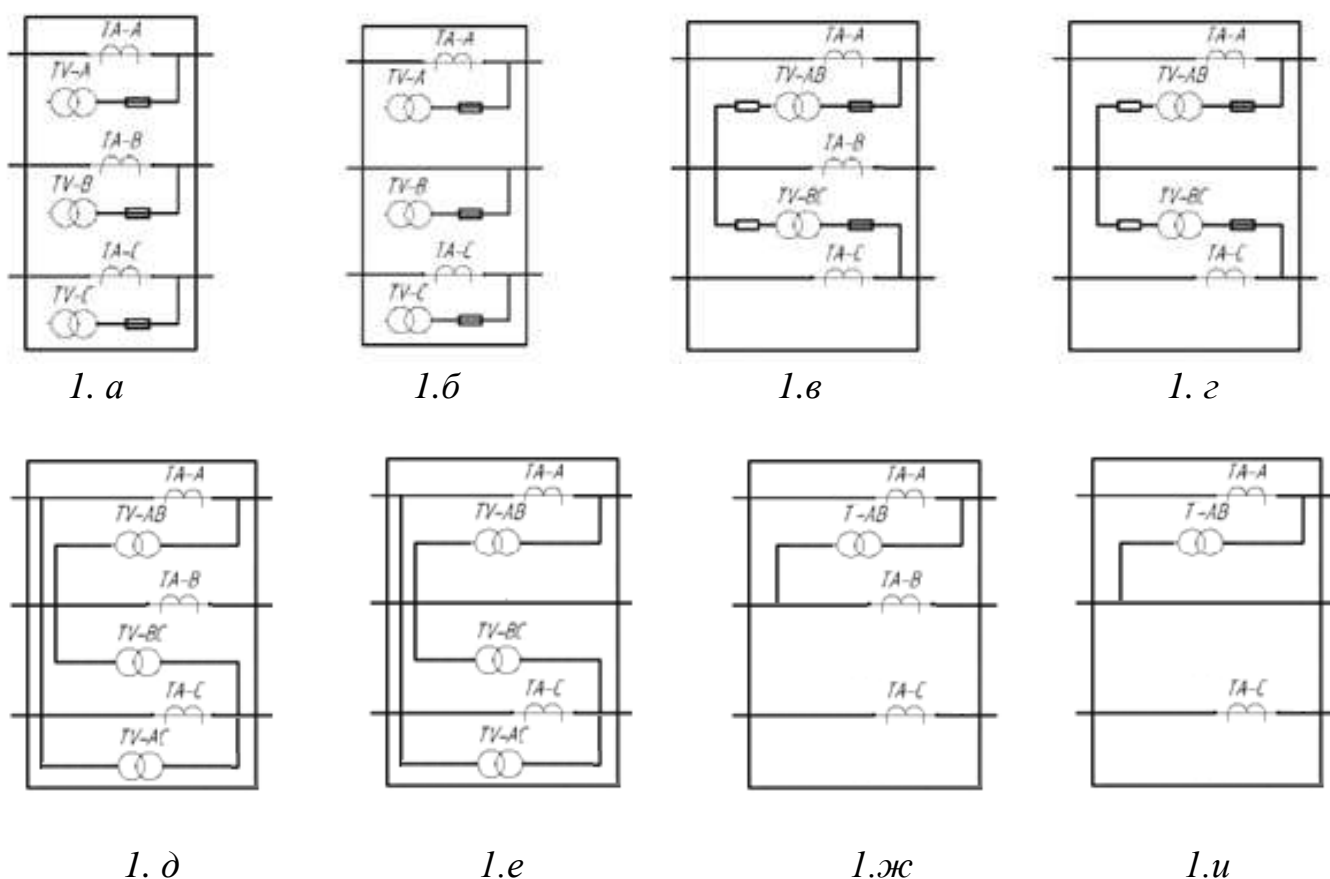 TA-A TA-A TA-A TA-A
TV-A TV-A TV-AB TV-AB
TA-B TA-B
TV-B TV-B TV-BC TV-BC
TA-C TA-C TA-C TA-C
TV-C TV-C
1. а 1.б 1.в 1. г
TA-A TA-A TA-A TA-A
TV-AB TV-AB T-AB T-AB
TA-B TA-B
TV-BC TV-BC
TA-C TA-C TA-C TA-C
TV-AC TV-AC
1. д 1.е 1.ж 1.и